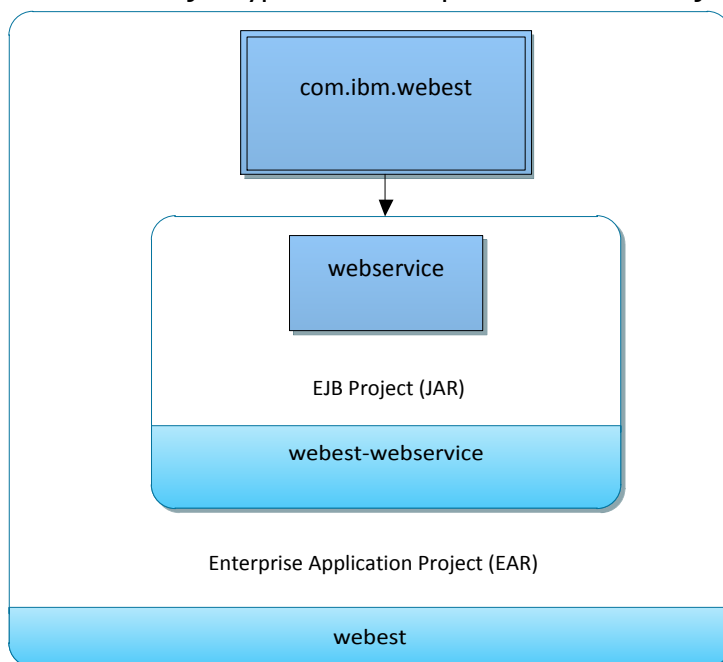 com.ibm.webest
webservice
EJB Project (JAR)
webest-webservice
Enterprise Application Project (EAR)
webest